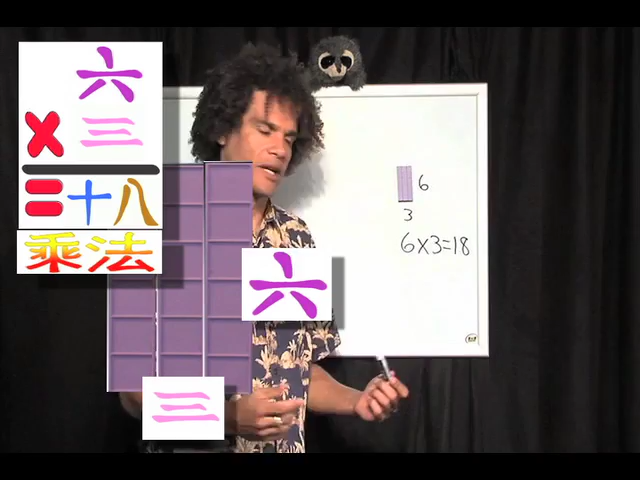 六
× 三
= 十八
乘法
六
三
6
3
6x3=18